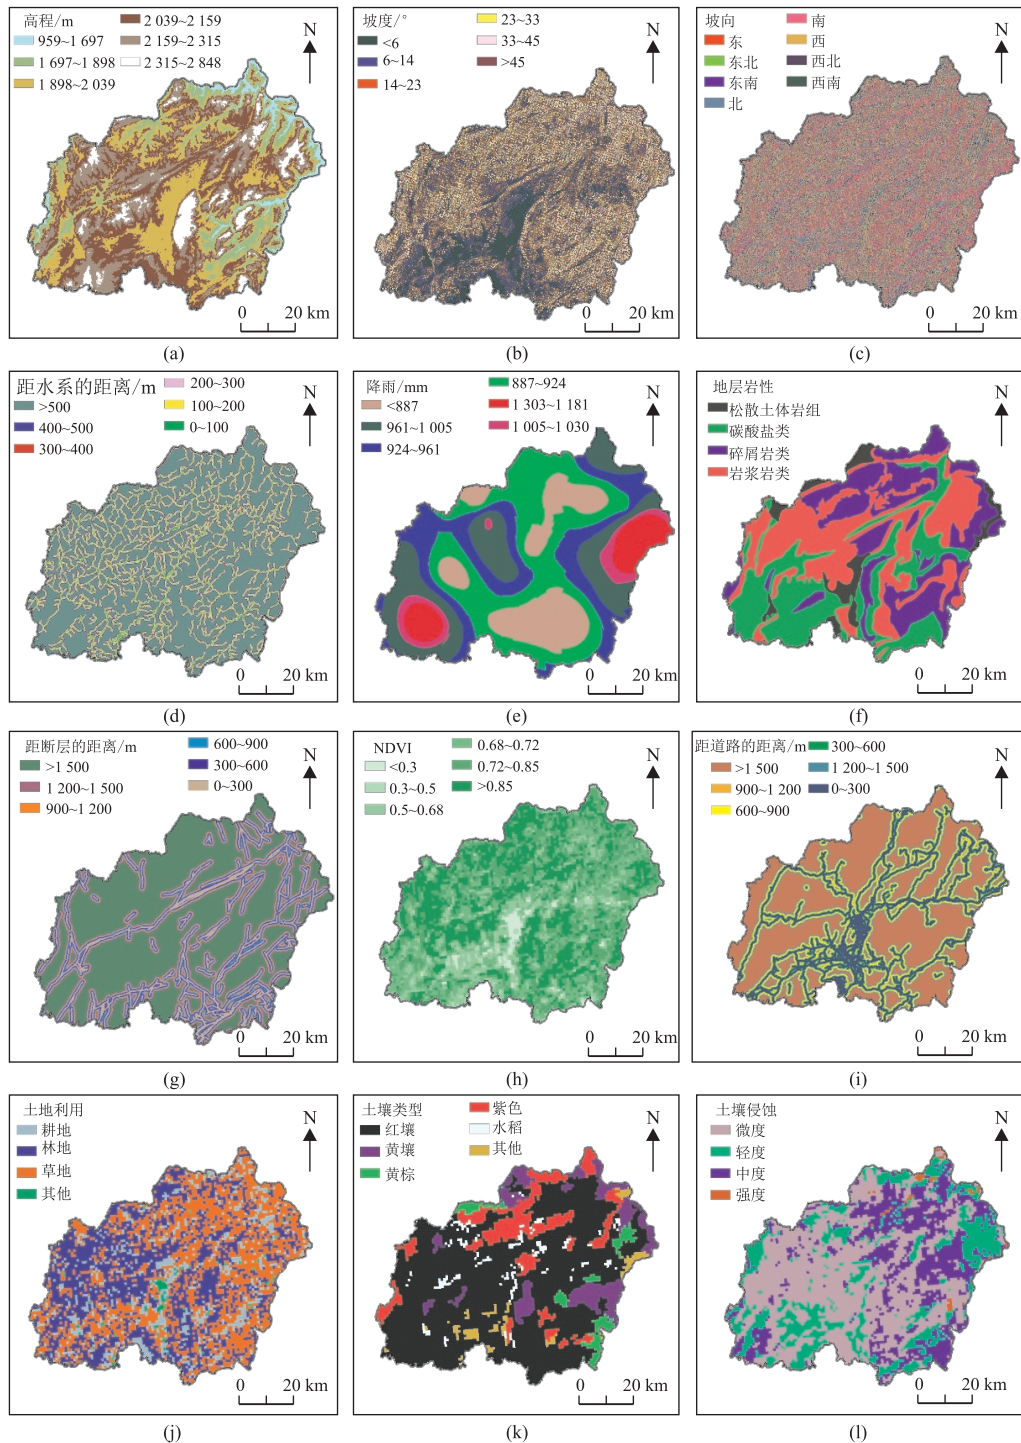 高程/m
959~1 697
1 697~1 898
1 898~2 039
2 039~2 159
2 159~2 315
2 315~2 848
N
0 20 km
(a)
坡度/°
<6
6~14
14~23
23~33
33~45
>45
N
0 20 km
(b)
坡向
东
东北
东南
北
南
西
西北
西南
N
0 20 km
(c)
距水系的距离/m
>500
400~500
300~400
200~300
100~200
0~100
N
0 20 km
(d)
降雨/mm
<887
961~1 005
924~961
887~924
1 303~1 181
1 005~1 030
N
0 20 km
(e)
地层岩性
松散土体岩组
碳酸盐类
碎屑岩类
岩浆岩类
N
0 20 km
(f)
距断层的距离/m
>1 500
1 200~1 500
900~1 200
600~900
300~600
0~300
N
0 20 km
(g)
NDVI
<0.3
0.3~0.5
0.5~0.68
0.68~0.72
0.72~0.85
>0.85
N
0 20 km
(h)
距道路的距离/m
>1 500
900~1 200
600~900
300~600
1 200~1 500
0~300
N
0 20 km
(i)
土地利用
耕地
林地
草地
其他
N
0 20 km
(j)
土壤类型
红壤
黄壤
黄棕
紫色
水稻
其他
N
0 20 km
(k)
土壤侵蚀
微度
轻度
中度
强度
N
0 20 km
(l)